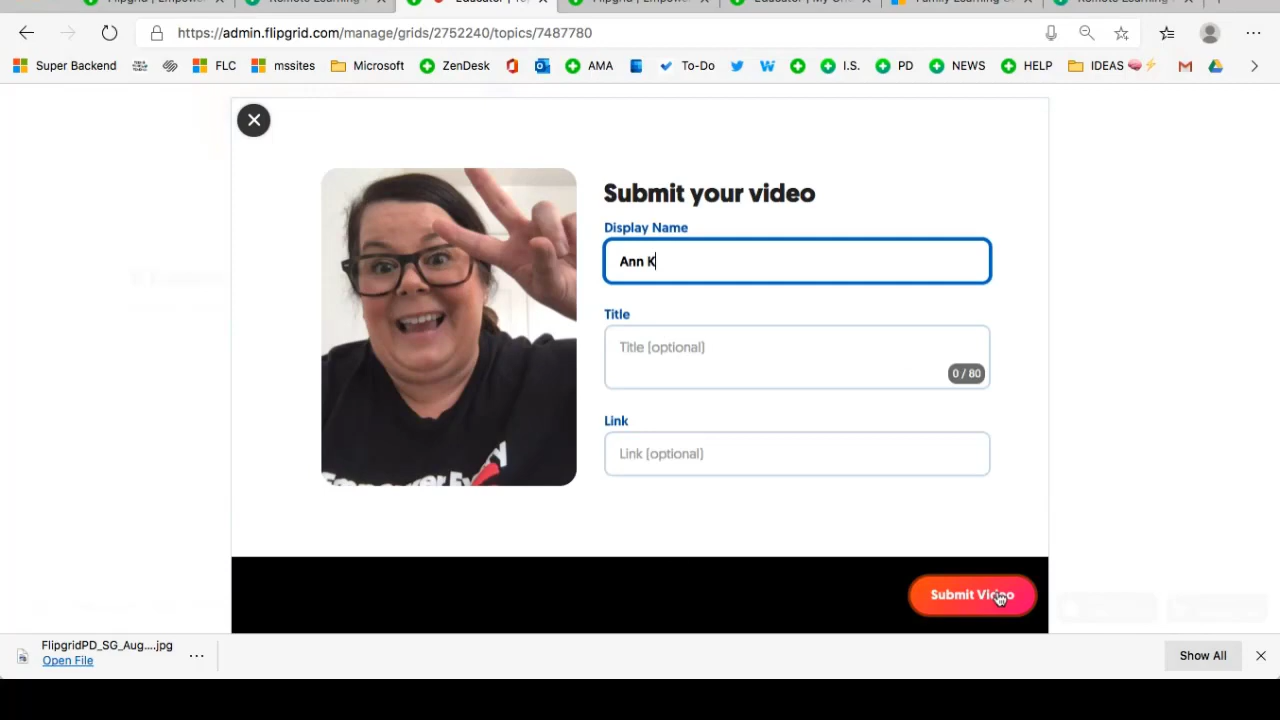 https://admin.flipgrid.com/manage/grids/2752240/topics/7487780
Super Backend
FLC
mssites
Microsoft
ZenDesk
AMA
To-Do
I.S.
PD
NEWS
HELP
IDEAS
Submit your video
Display Name
Ann K
Title
Title (optional)
0 / 80
Link
Link (optional)
Submit Video
FlipgridPD_SG_Aug....jpg
Open File
Show All